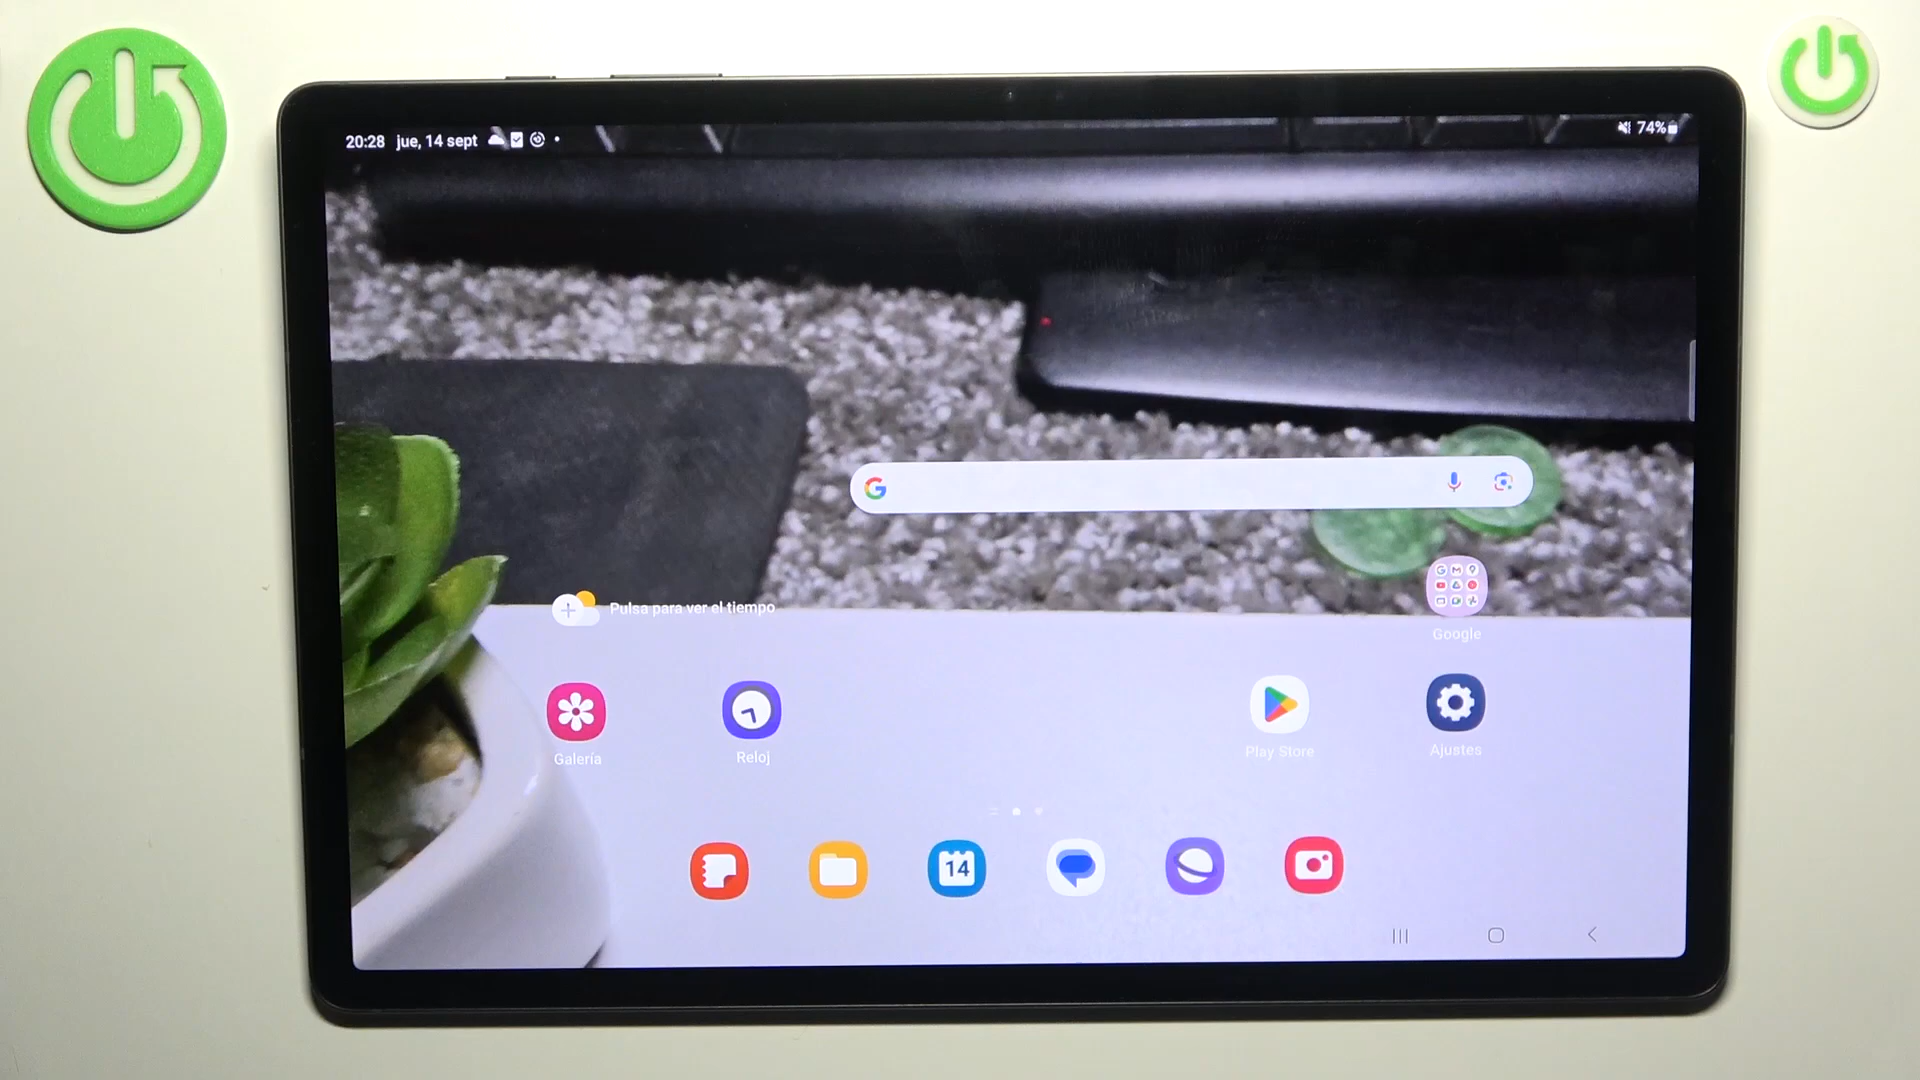 20:28 jue, 14 sept
74%
Pulsa para ver el tiempo
Google
Galería
Reloj
Play Store
Ajustes
14